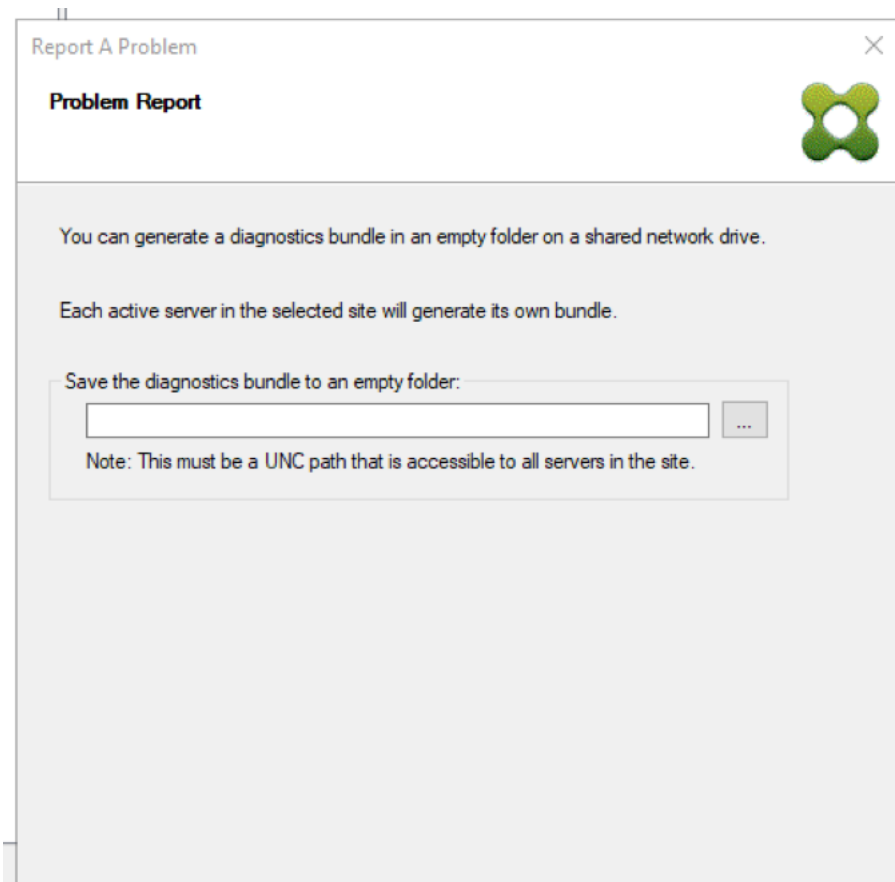 Report A Problem
Problem Report
You can generate a diagnostics bundle in an empty folder on a shared network drive.
Each active server in the selected site will generate its own bundle.
Save the diagnostics bundle to an empty folder:
...
Note: This must be a UNC path that is accessible to all servers in the site.